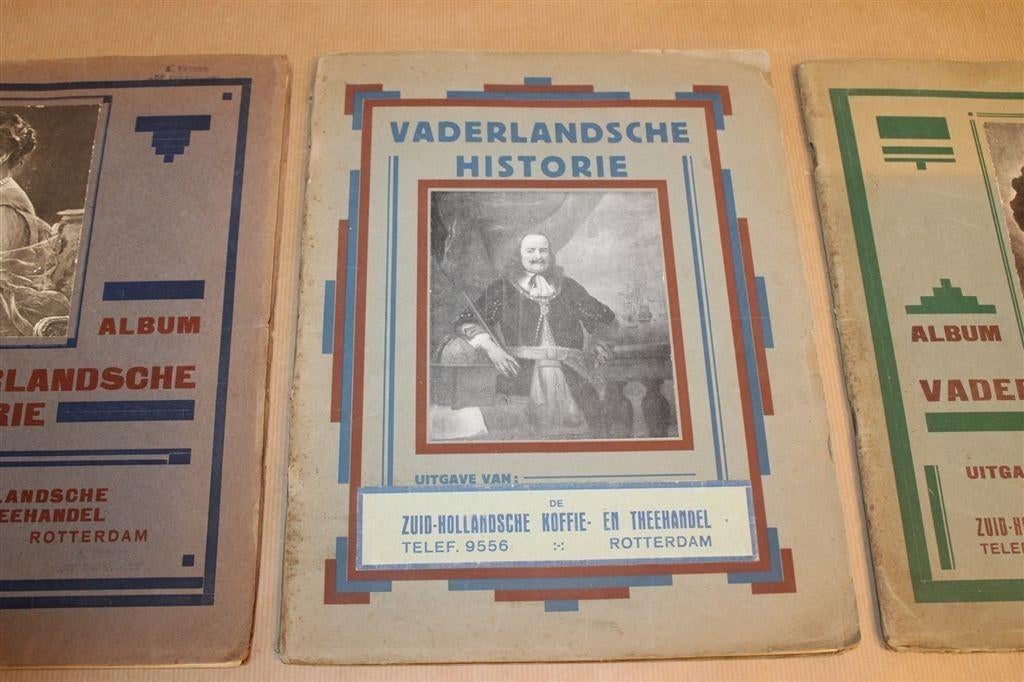 ALBUM
RLANDSCHE
RIE
LANDSCHE
EEHANDEL
ROTTERDAM
VADERLANDSCHE
HISTORIE
UITGAVE VAN:
DE
ZUID-HOLLANDSCHE KOFFIE- EN THEEHANDEL
TELEF. 9556 ROTTERDAM
ALBUM
VADER
UITGA
ZUID-H
TELE